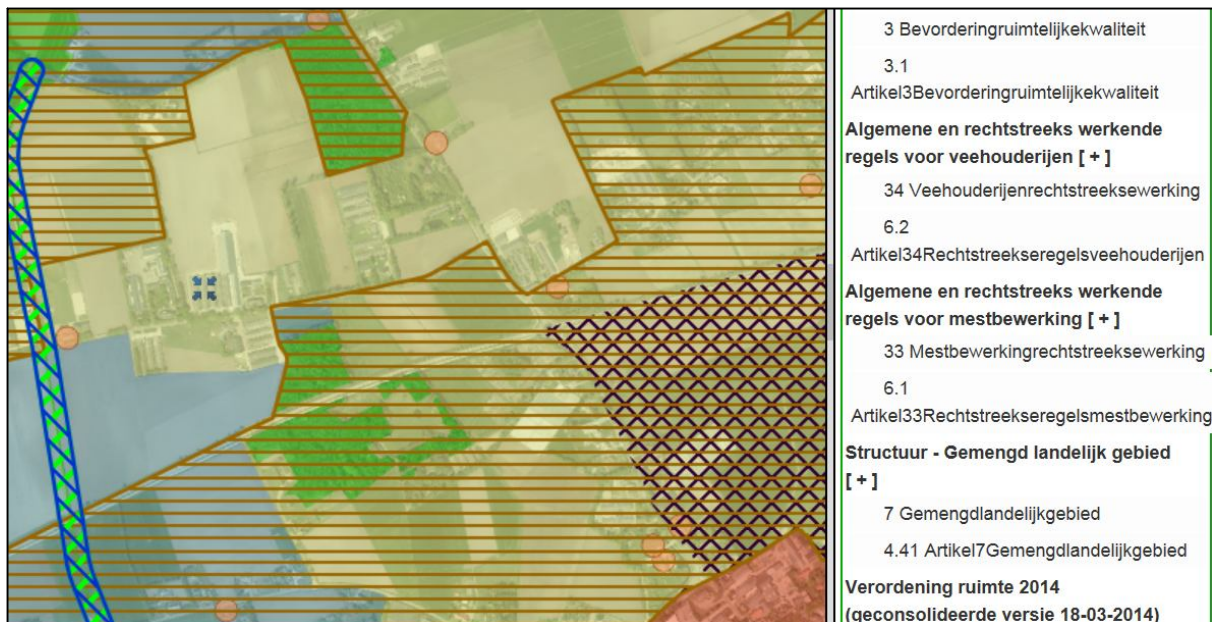 3 Bevorderingruimtelijkekwaliteit
3.1
Artikel3Bevorderingruimtelijkekwaliteit
Algemene en rechtstreeks werkende
regels voor veehouderijen [ + ]
34 Veehouderijenrechtstreeksewerking
6.2
Artikel34Rechtstreekseregelsveehouderijen
Algemene en rechtstreeks werkende
regels voor mestbewerking [ + ]
33 Mestbewerkingrechtstreeksewerking
6.1
Artikel33Rechtstreekseregelsmestbewerking
Structuur - Gemengd landelijk gebied
[ + ]
7 Gemengdlandelijkgebied
4.41 Artikel7Gemengdlandelijkgebied
Verordening ruimte 2014
(geconsolideerde versie 18-03-2014)